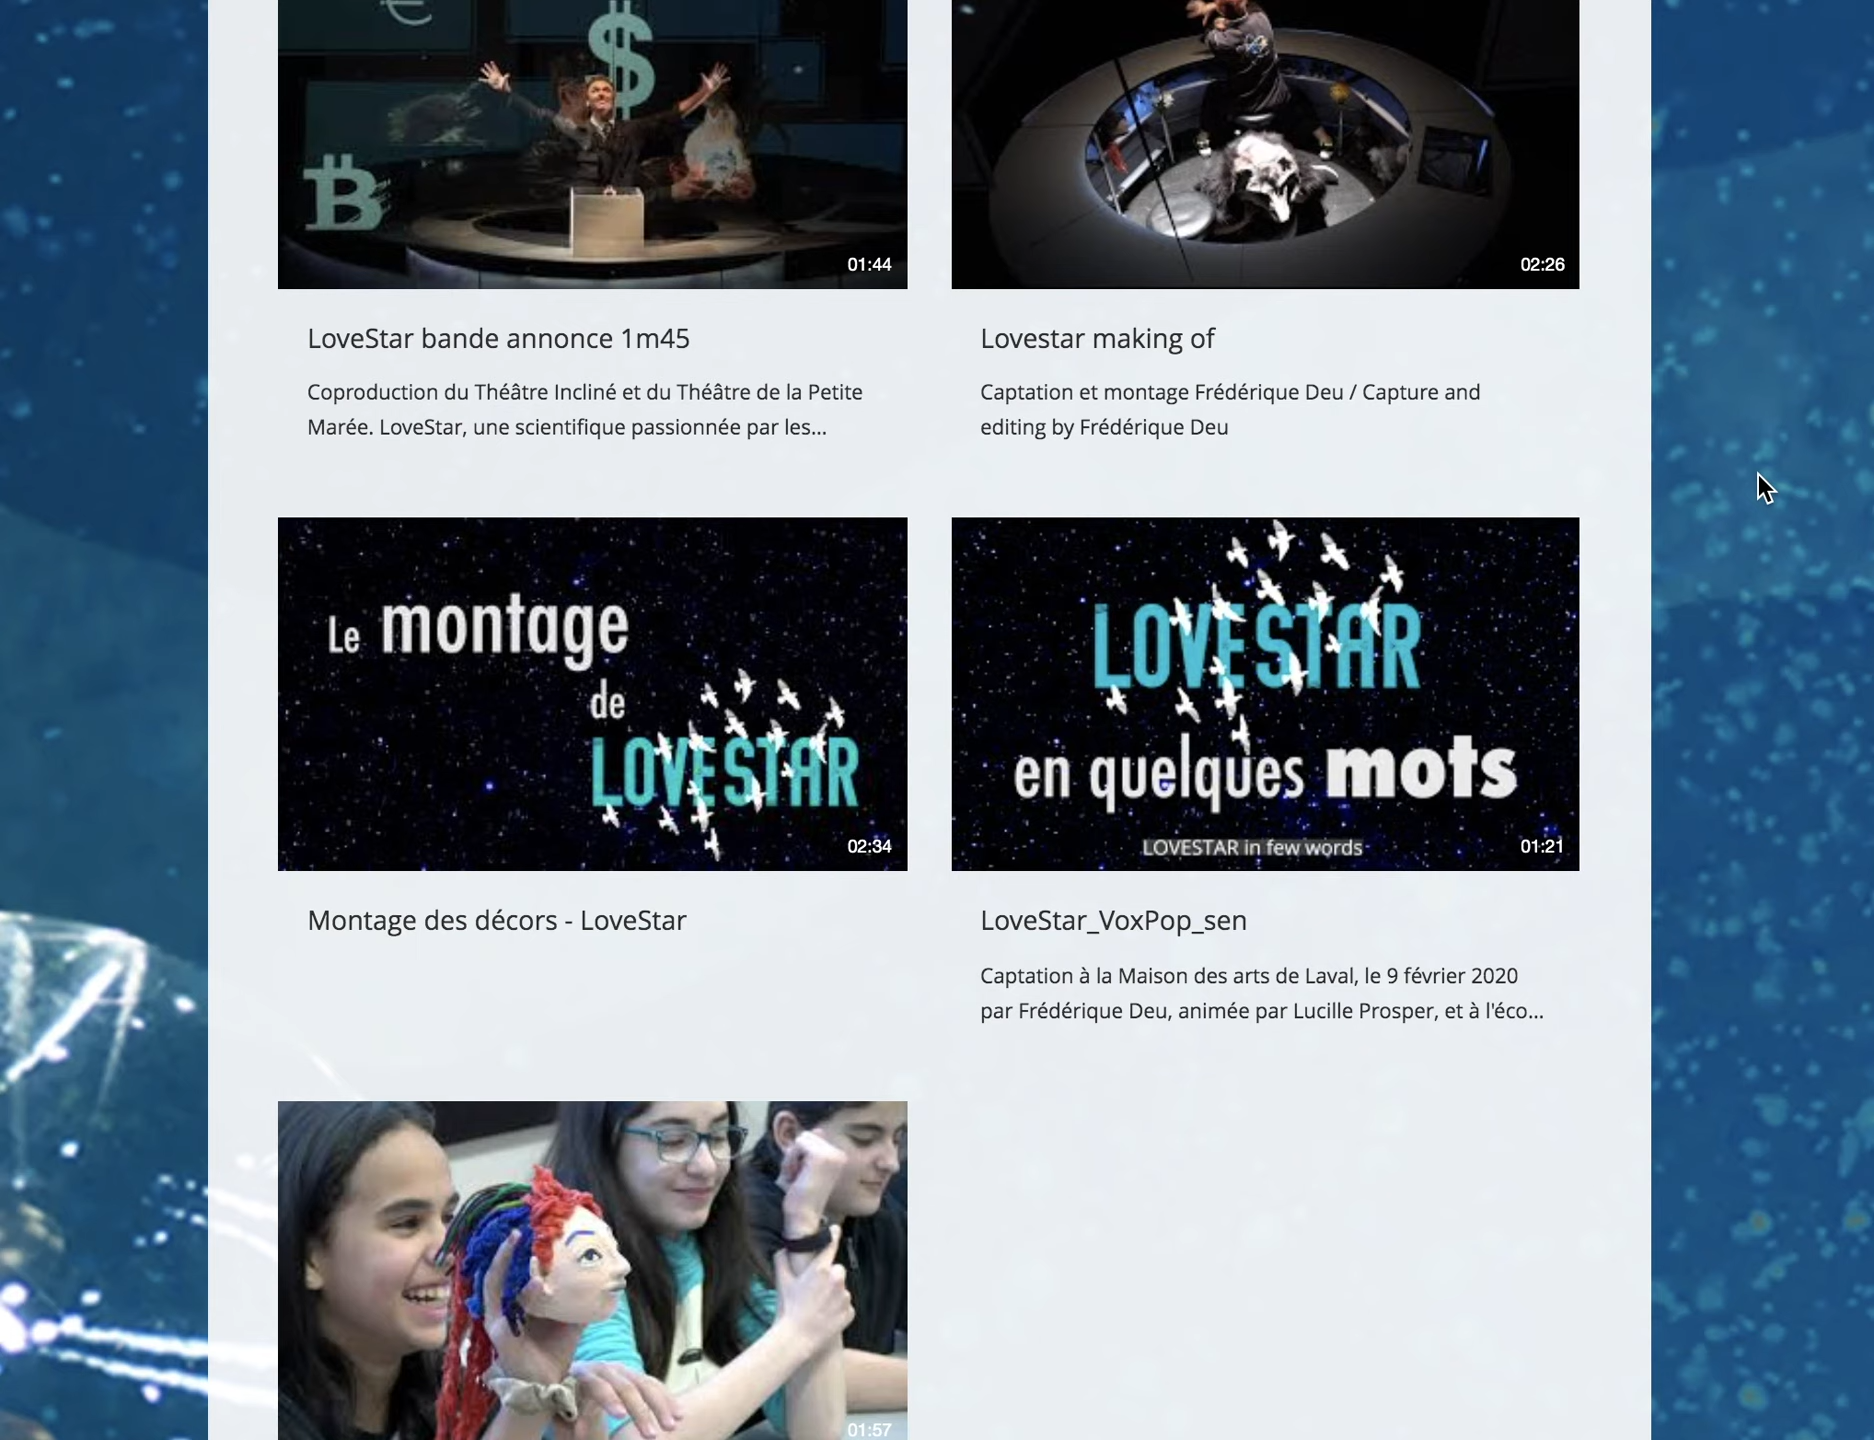 €
$
₿
01:44
02:26
LoveStar bande annonce 1m45
Coproduction du Théâtre Incliné et du Théâtre de la Petite
Marée. LoveStar, une scientifique passionnée par les...
Lovestar making of
Captation et montage Frédérique Deu / Capture and
editing by Frédérique Deu
Le montage
de
LOVESTAR
02:34
LOVESTAR
en quelques mots
LOVESTAR in few words
01:21
Montage des décors - LoveStar
LoveStar_VoxPop_sen
Captation à la Maison des arts de Laval, le 9 février 2020
par Frédérique Deu, animée par Lucille Prosper, et à l'éco...
01:57